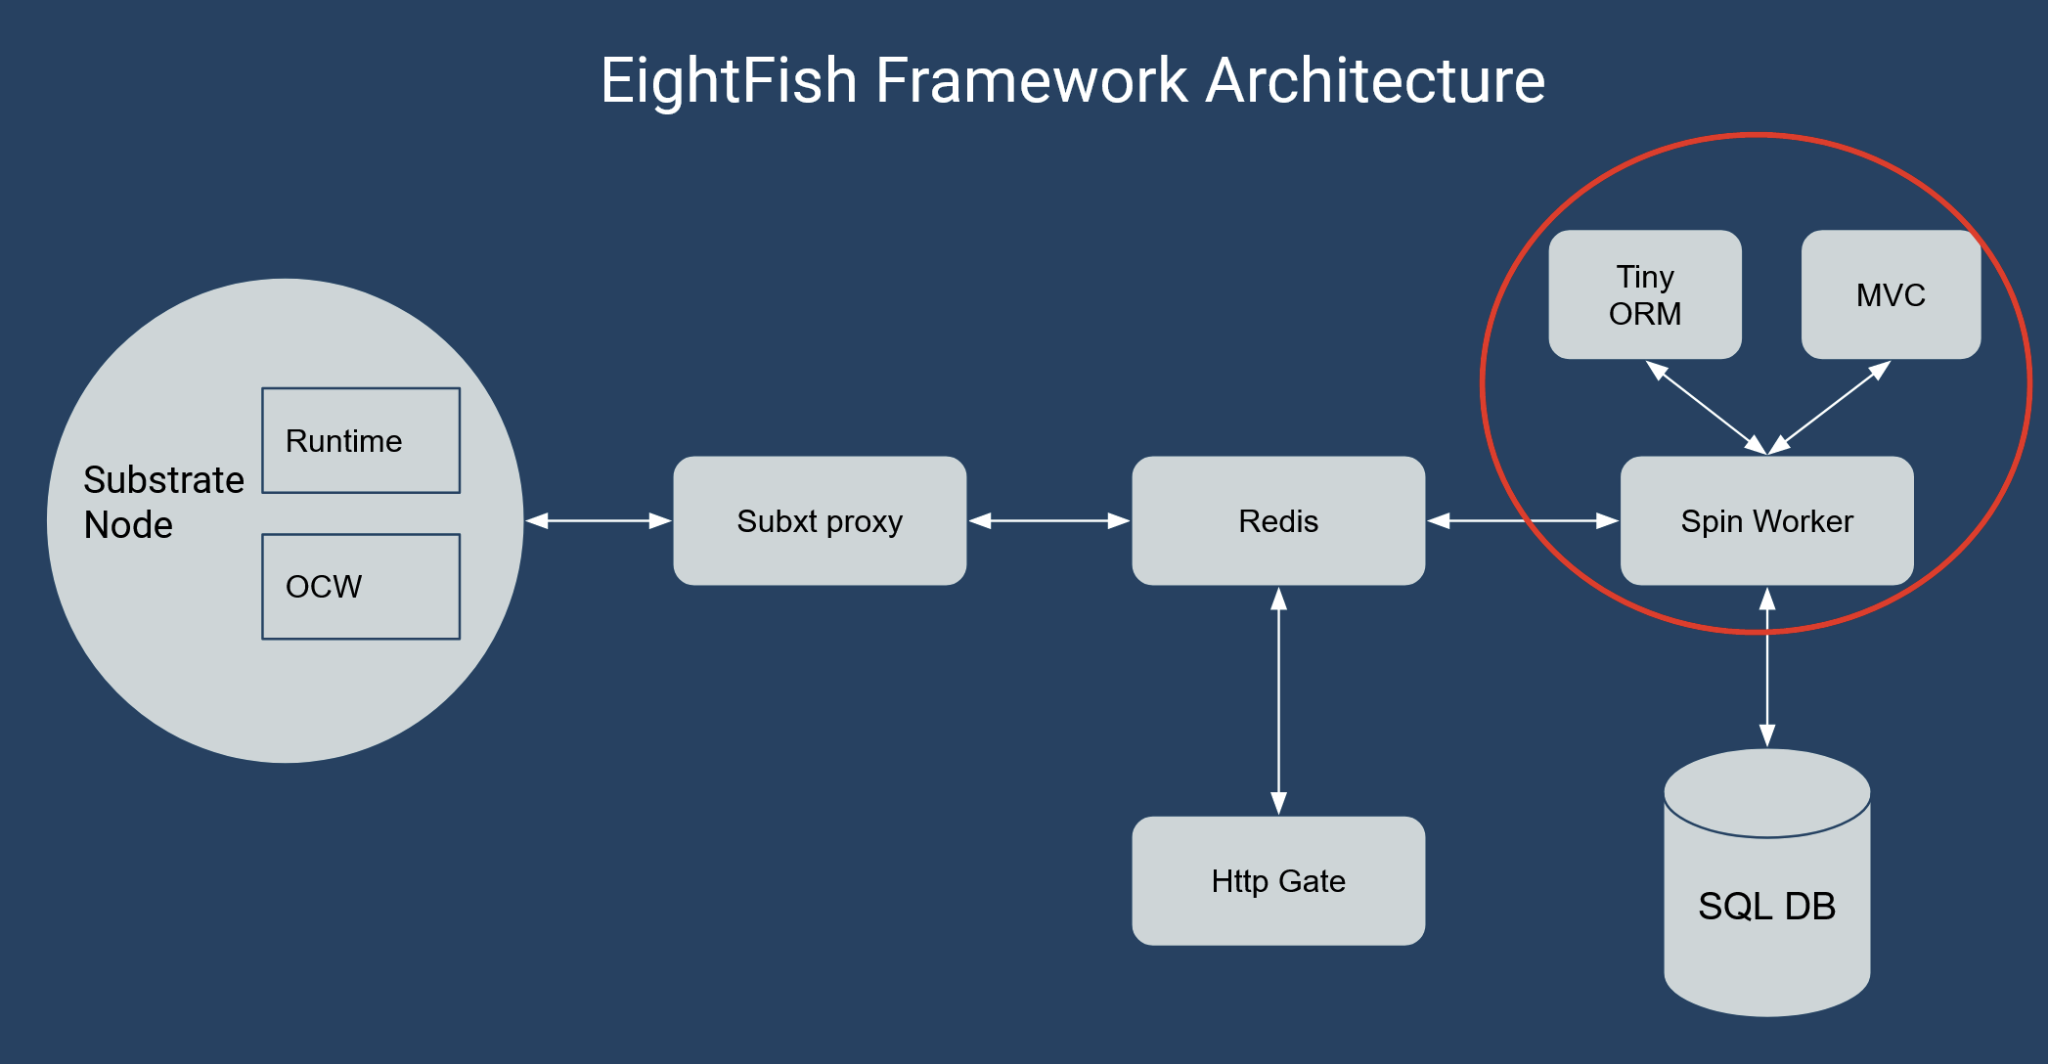 EightFish Framework Architecture
Tiny
ORM
MVC
Substrate
Node
Runtime
OCW
Subxt proxy
Redis
Spin Worker
Http Gate
SQL DB